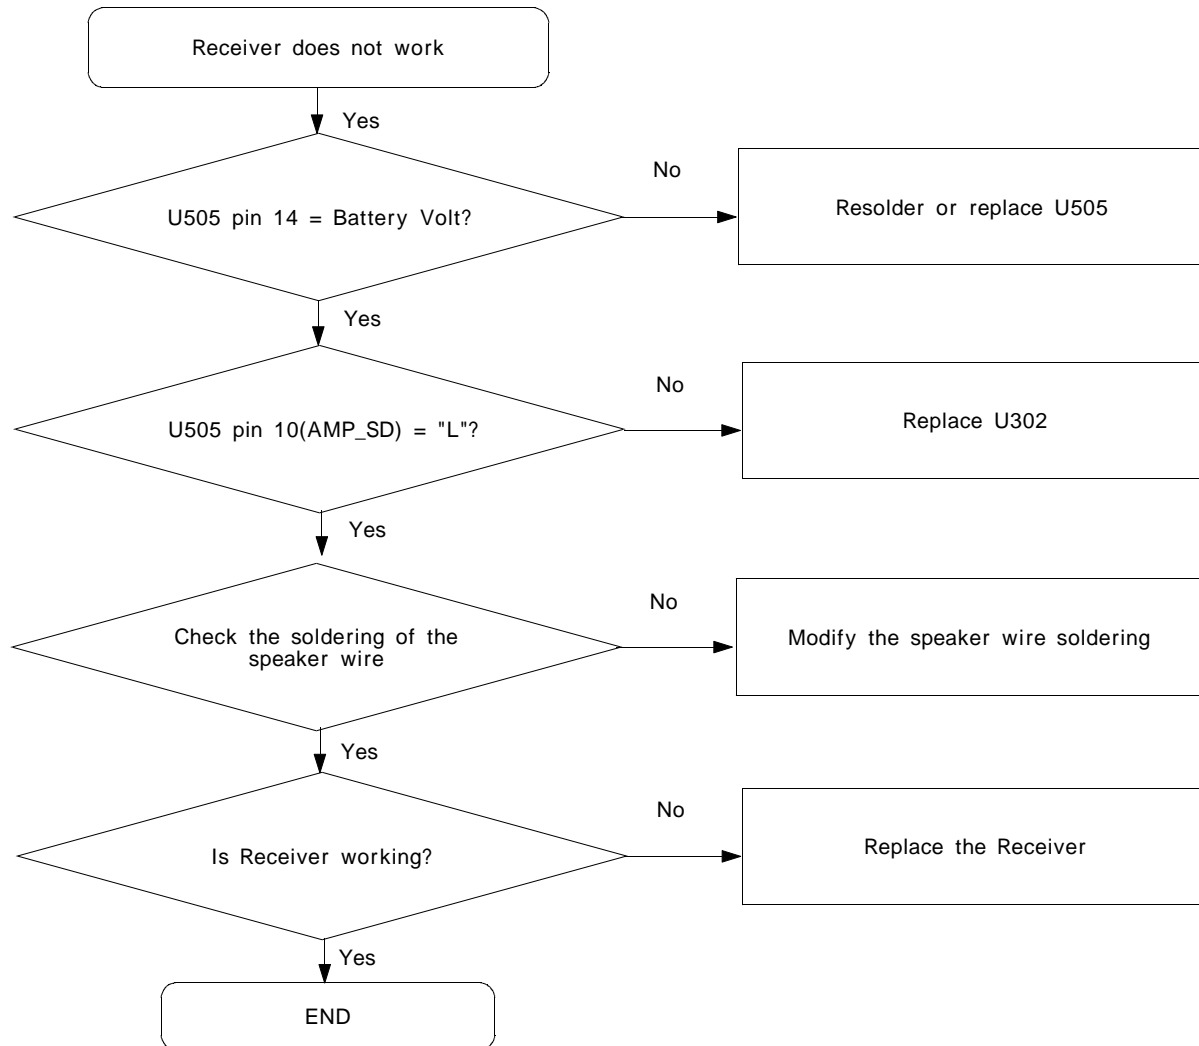 Receiver does not work
Yes
U505 pin 14 = Battery Volt?
No
Resolder or replace U505
Yes
U505 pin 10(AMP_SD) = "L"?
No
Replace U302
Yes
Check the soldering of the
speaker wire
No
Modify the speaker wire soldering
Yes
Is Receiver working?
No
Replace the Receiver
Yes
END